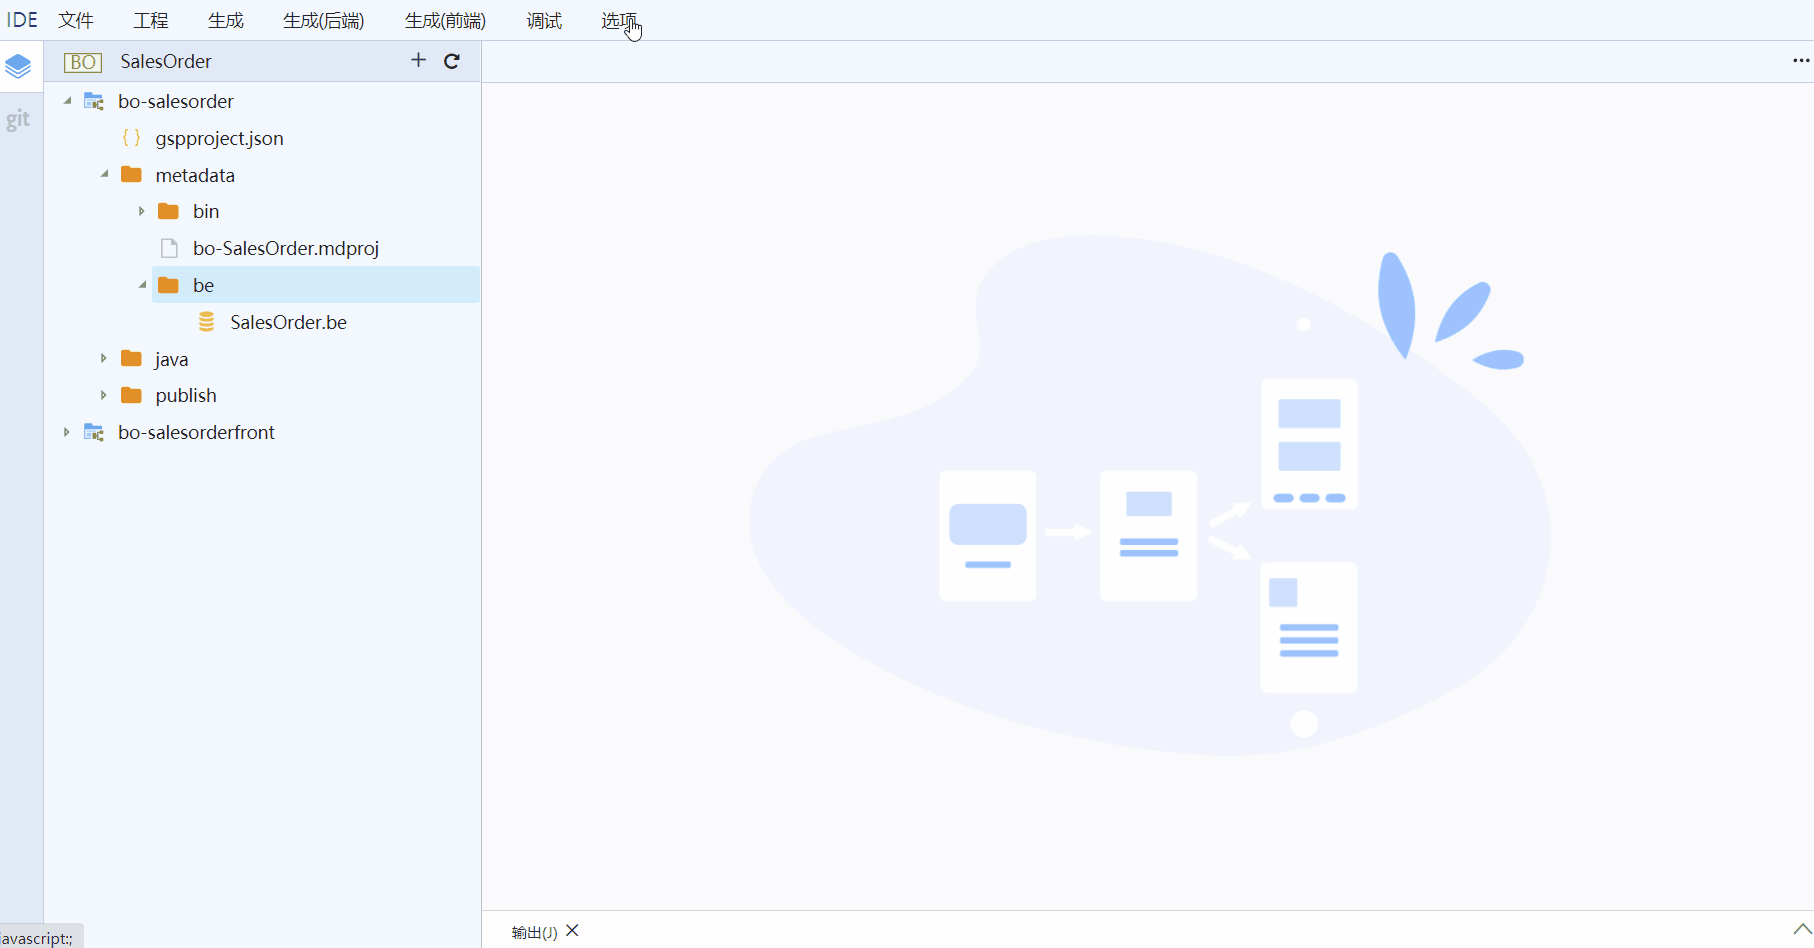 IDE 文件 工程 生成 生成(后端) 生成(前端) 调试 选项
BO SalesOrder
git
bo-salesorder
{ } gspproject.json
metadata
bin
bo-SalesOrder.mdproj
be
SalesOrder.be
java
publish
bo-salesorderfront
javascript:;
输出(J)